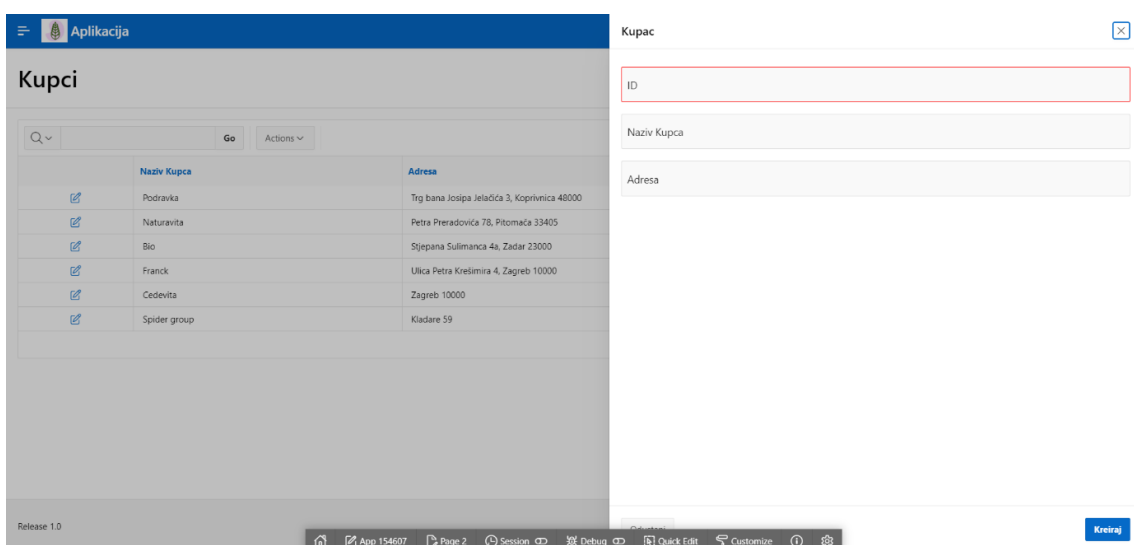 Aplikacija
Kupci
Go Actions
Naziv Kupca Adresa
Podravka Trg bana Josipa Jelačića 3, Koprivnica 48000
Naturavita Petra Preradovića 78, Pitomača 33405
Bio Stjepana Sulimanca 4a, Zadar 23000
Franck Ulica Petra Krešimira 4, Zagreb 10000
Cedevita Zagreb 10000
Spider group Kladare 59
Release 1.0
Kupac
ID
Naziv Kupca
Adresa
Odustani Kreiraj
App 154607 Page 2 Session Debug Quick Edit Customize